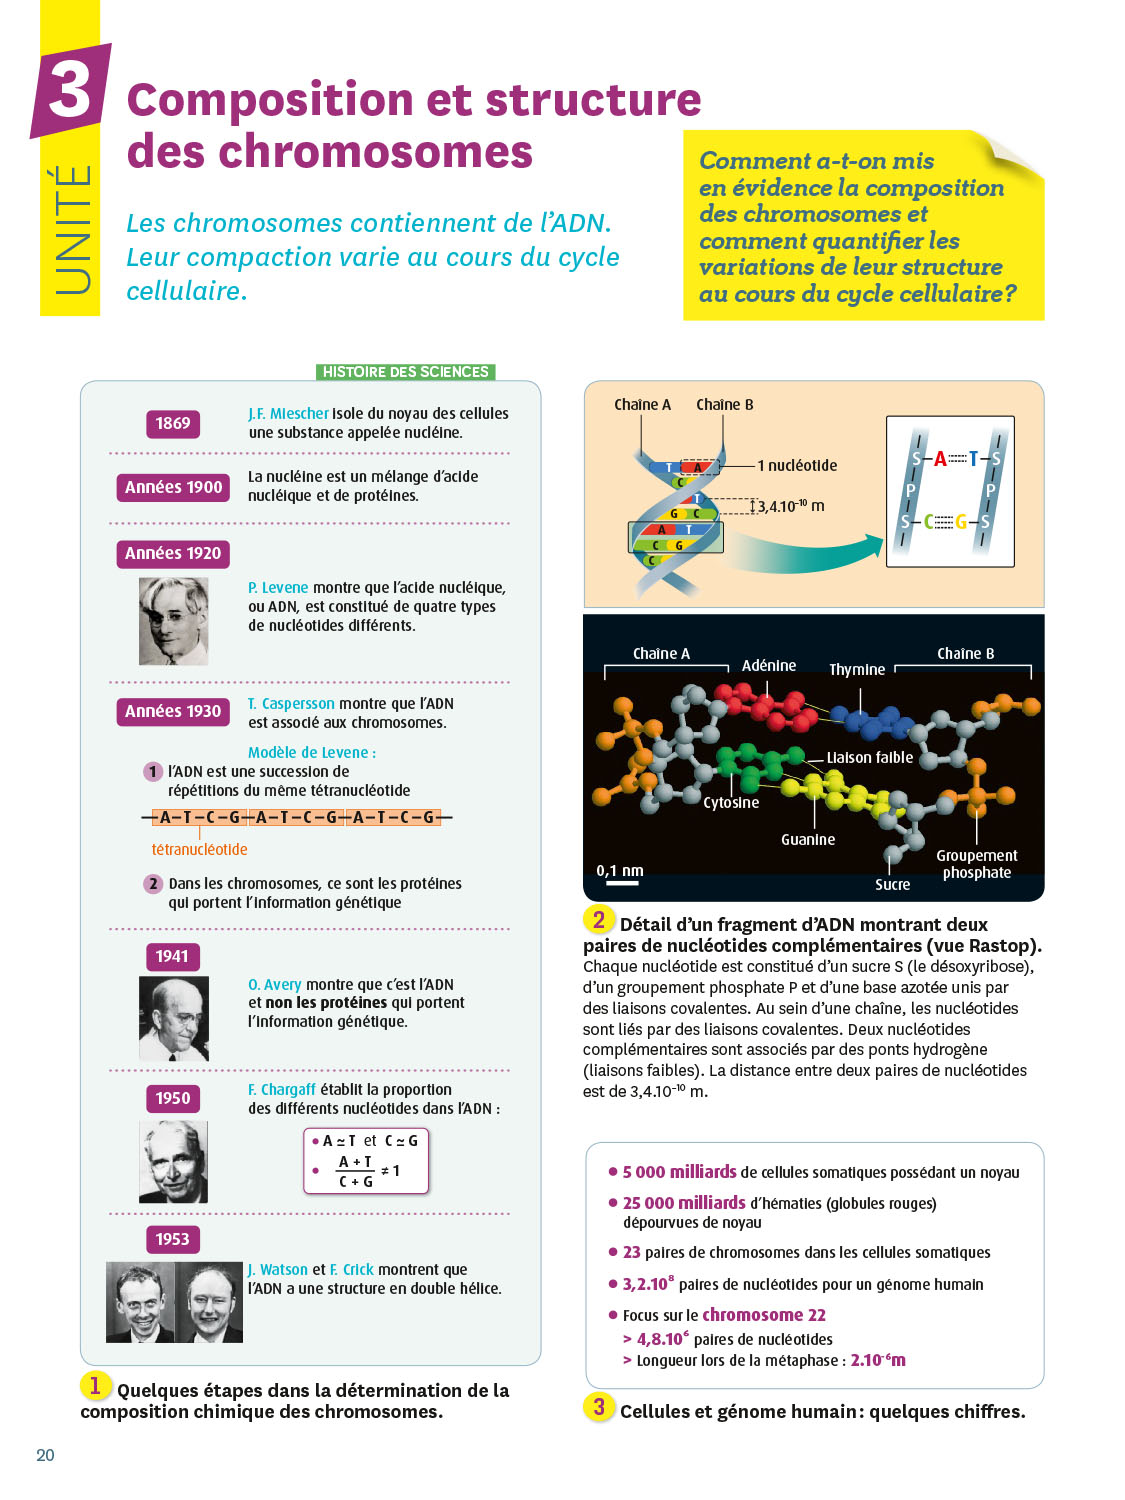 3
UNITÉ
Composition et structure
des chromosomes
Les chromosomes contiennent de l'ADN.
Leur compaction varie au cours du cycle
cellulaire.
Comment a-t-on mis
en évidence la composition
des chromosomes et
comment quantifier les
variations de leur structure
au cours du cycle cellulaire?
HISTOIRE DES SCIENCES
1869
J.F. Miescher isole du noyau des cellules
une substance appelée nucléine.
Années 1900
La nucléine est un mélange d'acide
nucléique et de protéines.
Années 1920
P. Levene montre que l'acide nucléique,
ou ADN, est constitué de quatre types
de nucléotides différents.
Années 1930
T. Caspersson montre que l'ADN
est associé aux chromosomes.
Modèle de Levene :
1 l'ADN est une succession de
répétitions du même tétranucléotide
—A—T—C—G—A—T—C—G—A—T—C—G—
tétranucléotide
2 Dans les chromosomes, ce sont les protéines
qui portent l'information génétique
1941
O. Avery montre que c'est l'ADN
et non les protéines qui portent
l'information génétique.
1950
F. Chargaff établit la proportion
des différents nucléotides dans l'ADN :
• A ≃ T et C ≃ G
• A + T
≠ 1
C + G
1953
J. Watson et F. Crick montrent que
l'ADN a une structure en double hélice.
1 Quelques étapes dans la détermination de la
composition chimique des chromosomes.
Chaîne A Chaîne B
T A
1 nucléotide
C
T
3,4.10⁻¹⁰ m
G C
A T
C G
C
S A T S
P P
S C G S
Chaîne A
Chaîne B
Adénine
Thymine
Liaison faible
Cytosine
Guanine
Groupement
phosphate
0,1 nm
Sucre
2 Détail d'un fragment d'ADN montrant deux
paires de nucléotides complémentaires (vue Rastop).
Chaque nucléotide est constitué d'un sucre S (le désoxyribose),
d'un groupement phosphate P et d'une base azotée unis par
des liaisons covalentes. Au sein d'une chaîne, les nucléotides
sont liés par des liaisons covalentes. Deux nucléotides
complémentaires sont associés par des ponts hydrogène
(liaisons faibles). La distance entre deux paires de nucléotides
est de 3,4.10⁻¹⁰ m.
• 5 000 milliards de cellules somatiques possédant un noyau
• 25 000 milliards d'hématies (globules rouges)
dépourvues de noyau
• 23 paires de chromosomes dans les cellules somatiques
• 3,2.10⁸ paires de nucléotides pour un génome humain
• Focus sur le chromosome 22
> 4,8.10⁶ paires de nucléotides
> Longueur lors de la métaphase : 2.10⁻⁶m
3 Cellules et génome humain : quelques chiffres.
20